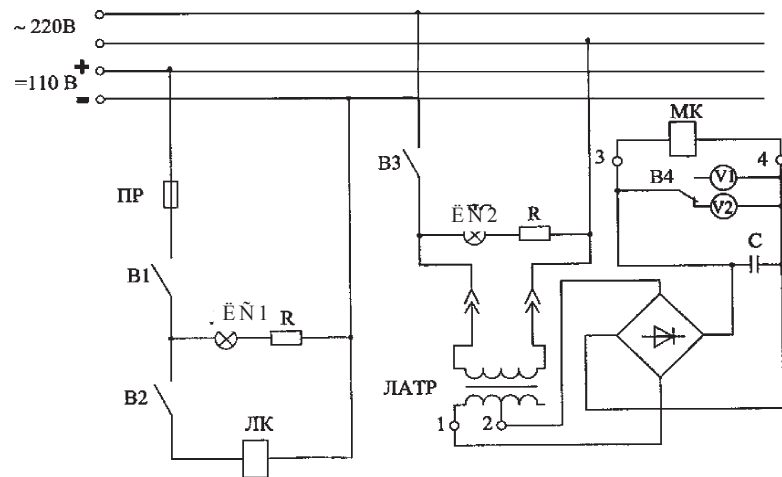 ~ 220В
+
=110 В
-
МК
3
4
В3
В4
V1
ПР
V2
ËÑ2
R
С
В1
ËÑ1
R
ЛАТР
В2
1
2
ЛК